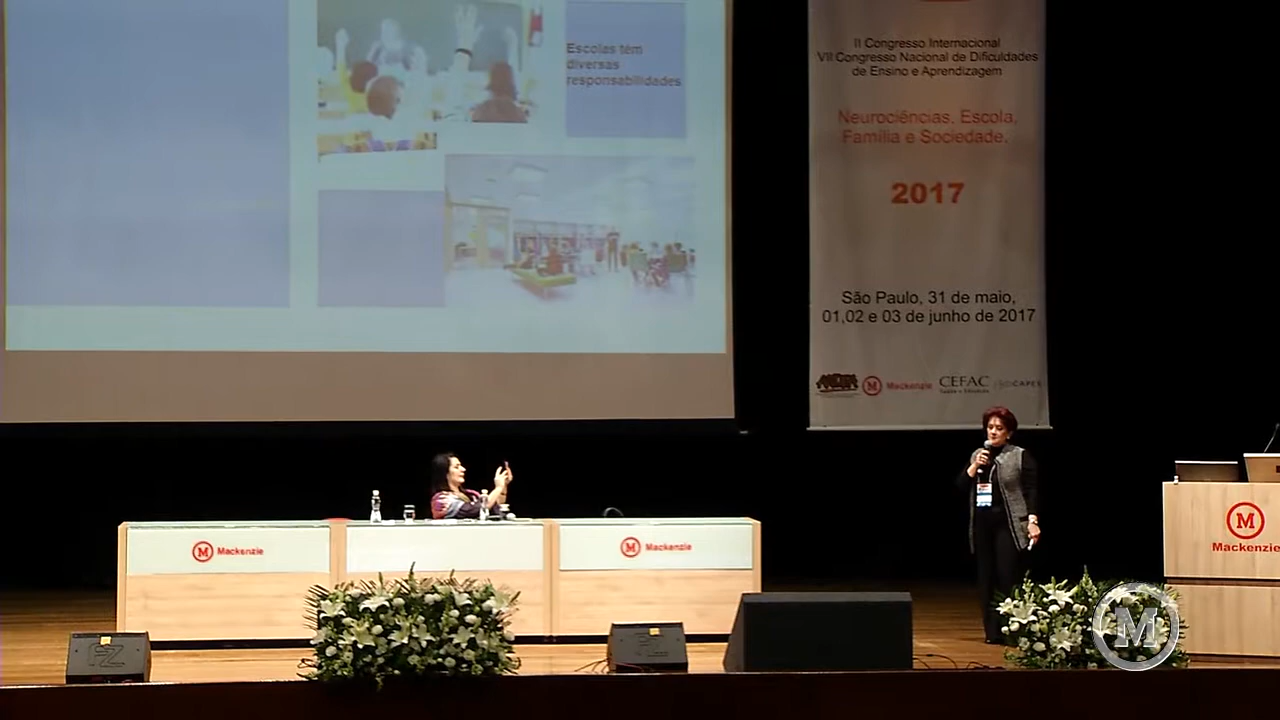 Escolas têm
diversas
responsabilidades
II Congresso Internacional
VII Congresso Nacional de Dificuldades
de Ensino e Aprendizagem
Neurociências, Escola,
Família e Sociedade.
2017
São Paulo, 31 de maio,
01,02 e 03 de junho de 2017
Mackenzie
CEFAC
M Mackenzie
M Mackenzie
M
Mackenzie
M